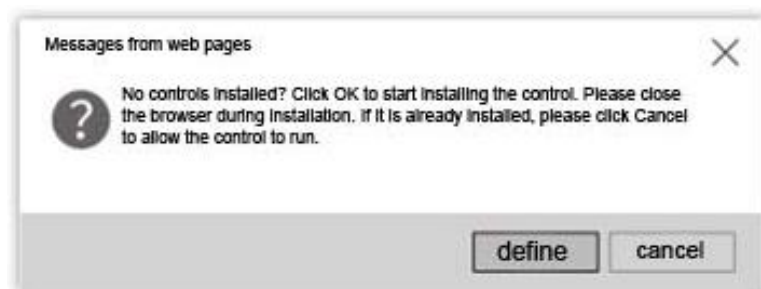 Messages from web pages
No controls installed? Click OK to start installing the control. Please close
the browser during installation. If it is already installed, please click Cancel
to allow the control to run.
define
cancel